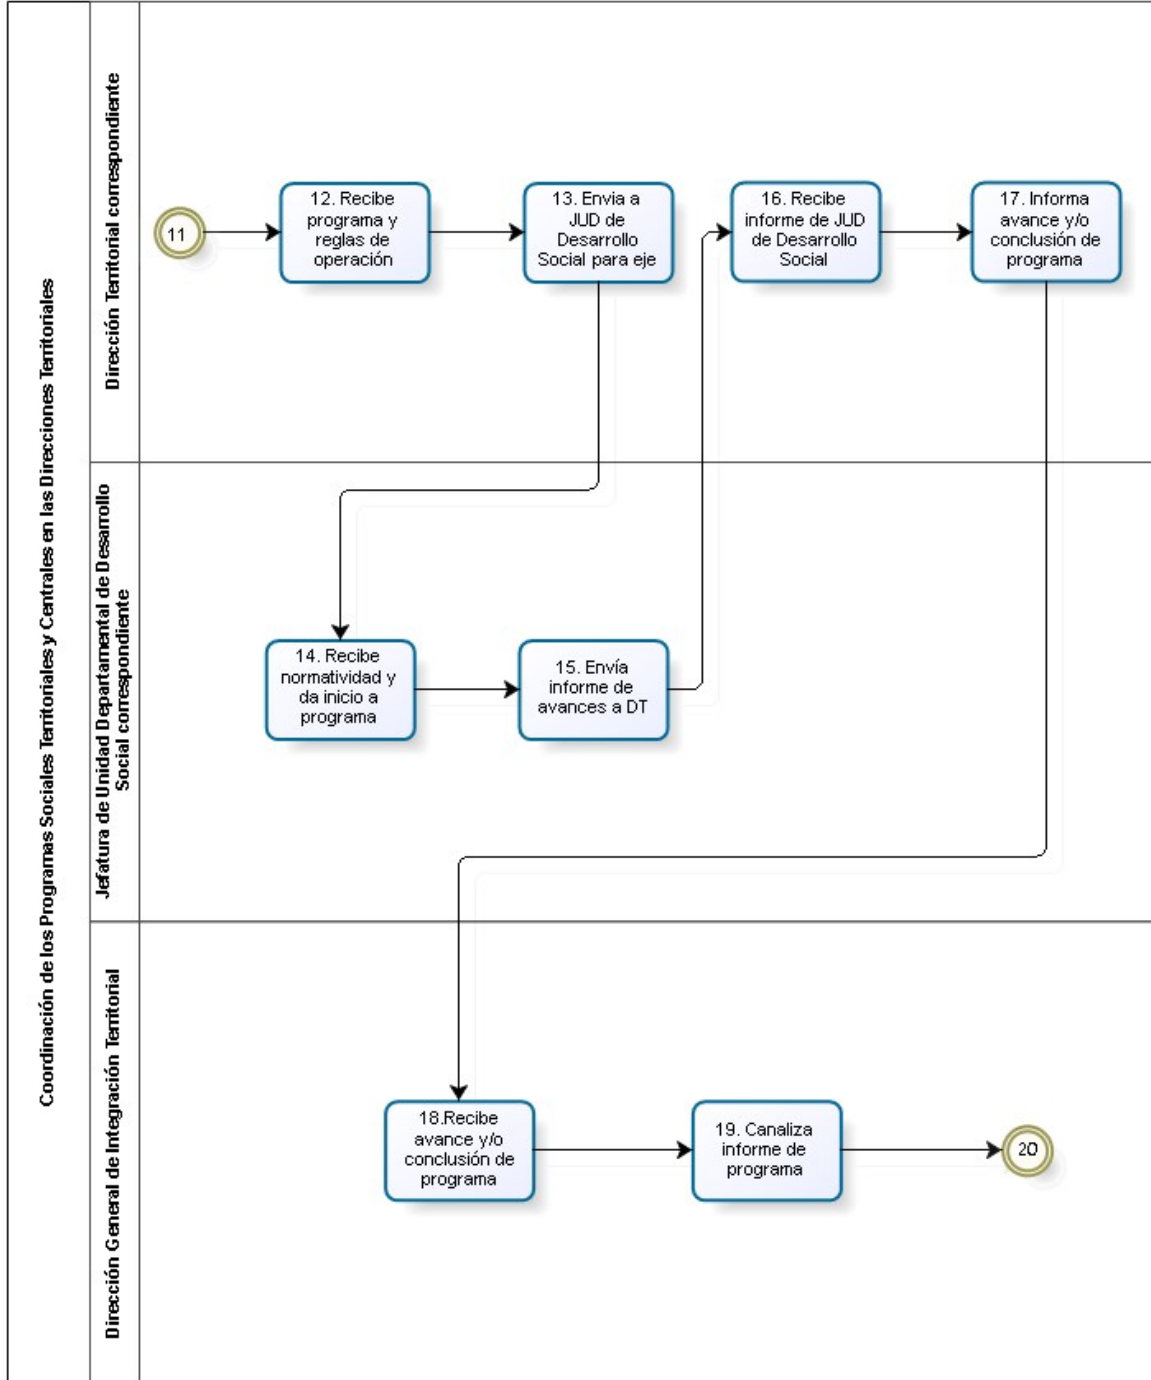 Coordinación de los Programas Sociales Territoriales y Centrales en las Direcciones Territoriales
Dirección Territorial correspondiente
11
12. Recibe
programa y
reglas de
operación
13. Envia a
JUD de
Desarrollo
Social para eje
16. Recibe
informe de JUD
de Desarrollo
Social
17. Informa
avance y/o
conclusión de
programa
Jefatura de Unidad Departamental de Desarrollo
Social correspondiente
14. Recibe
normatividad y
da inicio a
programa
15. Envía
informe de
avances a DT
Dirección General de Integración Territorial
18.Recibe
avance y/o
conclusión de
programa
19. Canaliza
informe de
programa
20